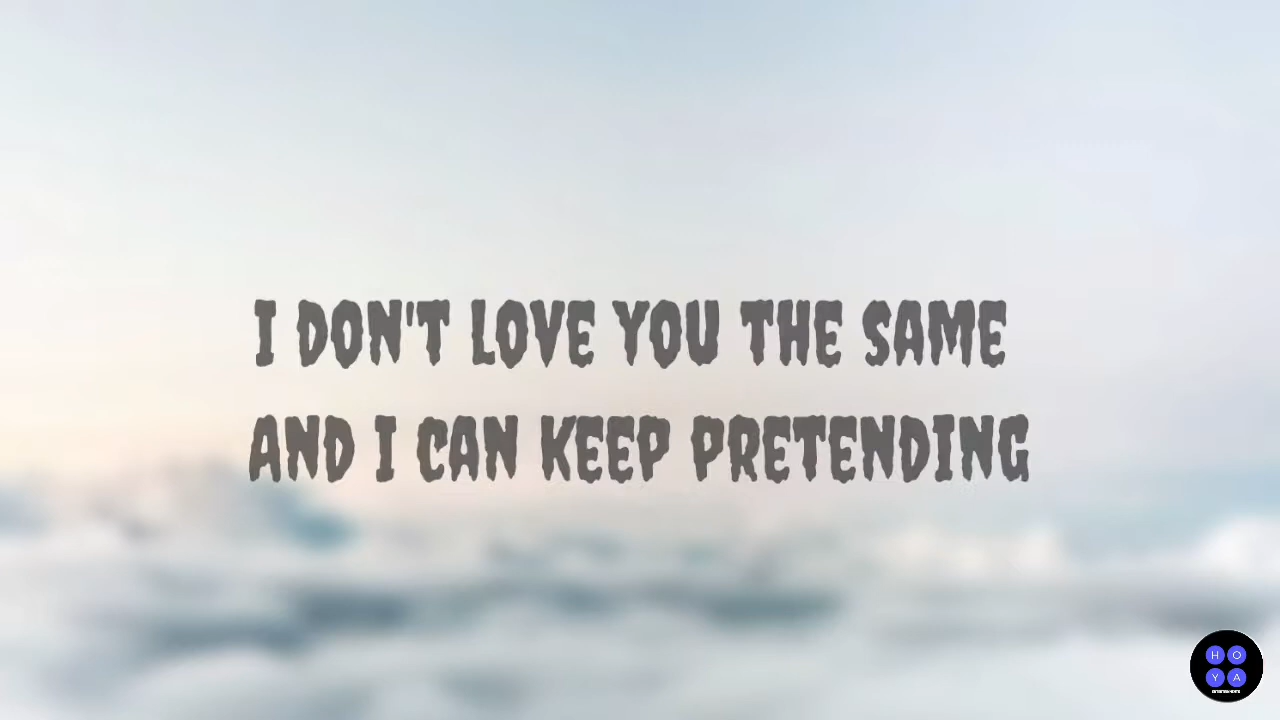 I DON'T LOVE YOU THE SAME
AND I CAN KEEP PRETENDING
H O
Y A